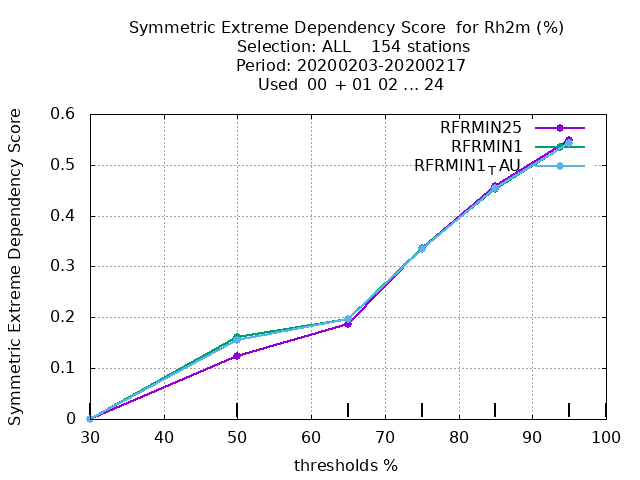 Symmetric Extreme Dependency Score  for Rh2m (%)
Selection: ALL    154 stations
Period: 20200203-20200217
Used  00  + 01 02 ... 24
Symmetric Extreme Dependency Score
0.6
0.5
0.4
0.3
0.2
0.1
0
RFRMIN25
RFRMIN1
RFRMIN1TAU
30 40 50 60 70 80 90 100
thresholds %